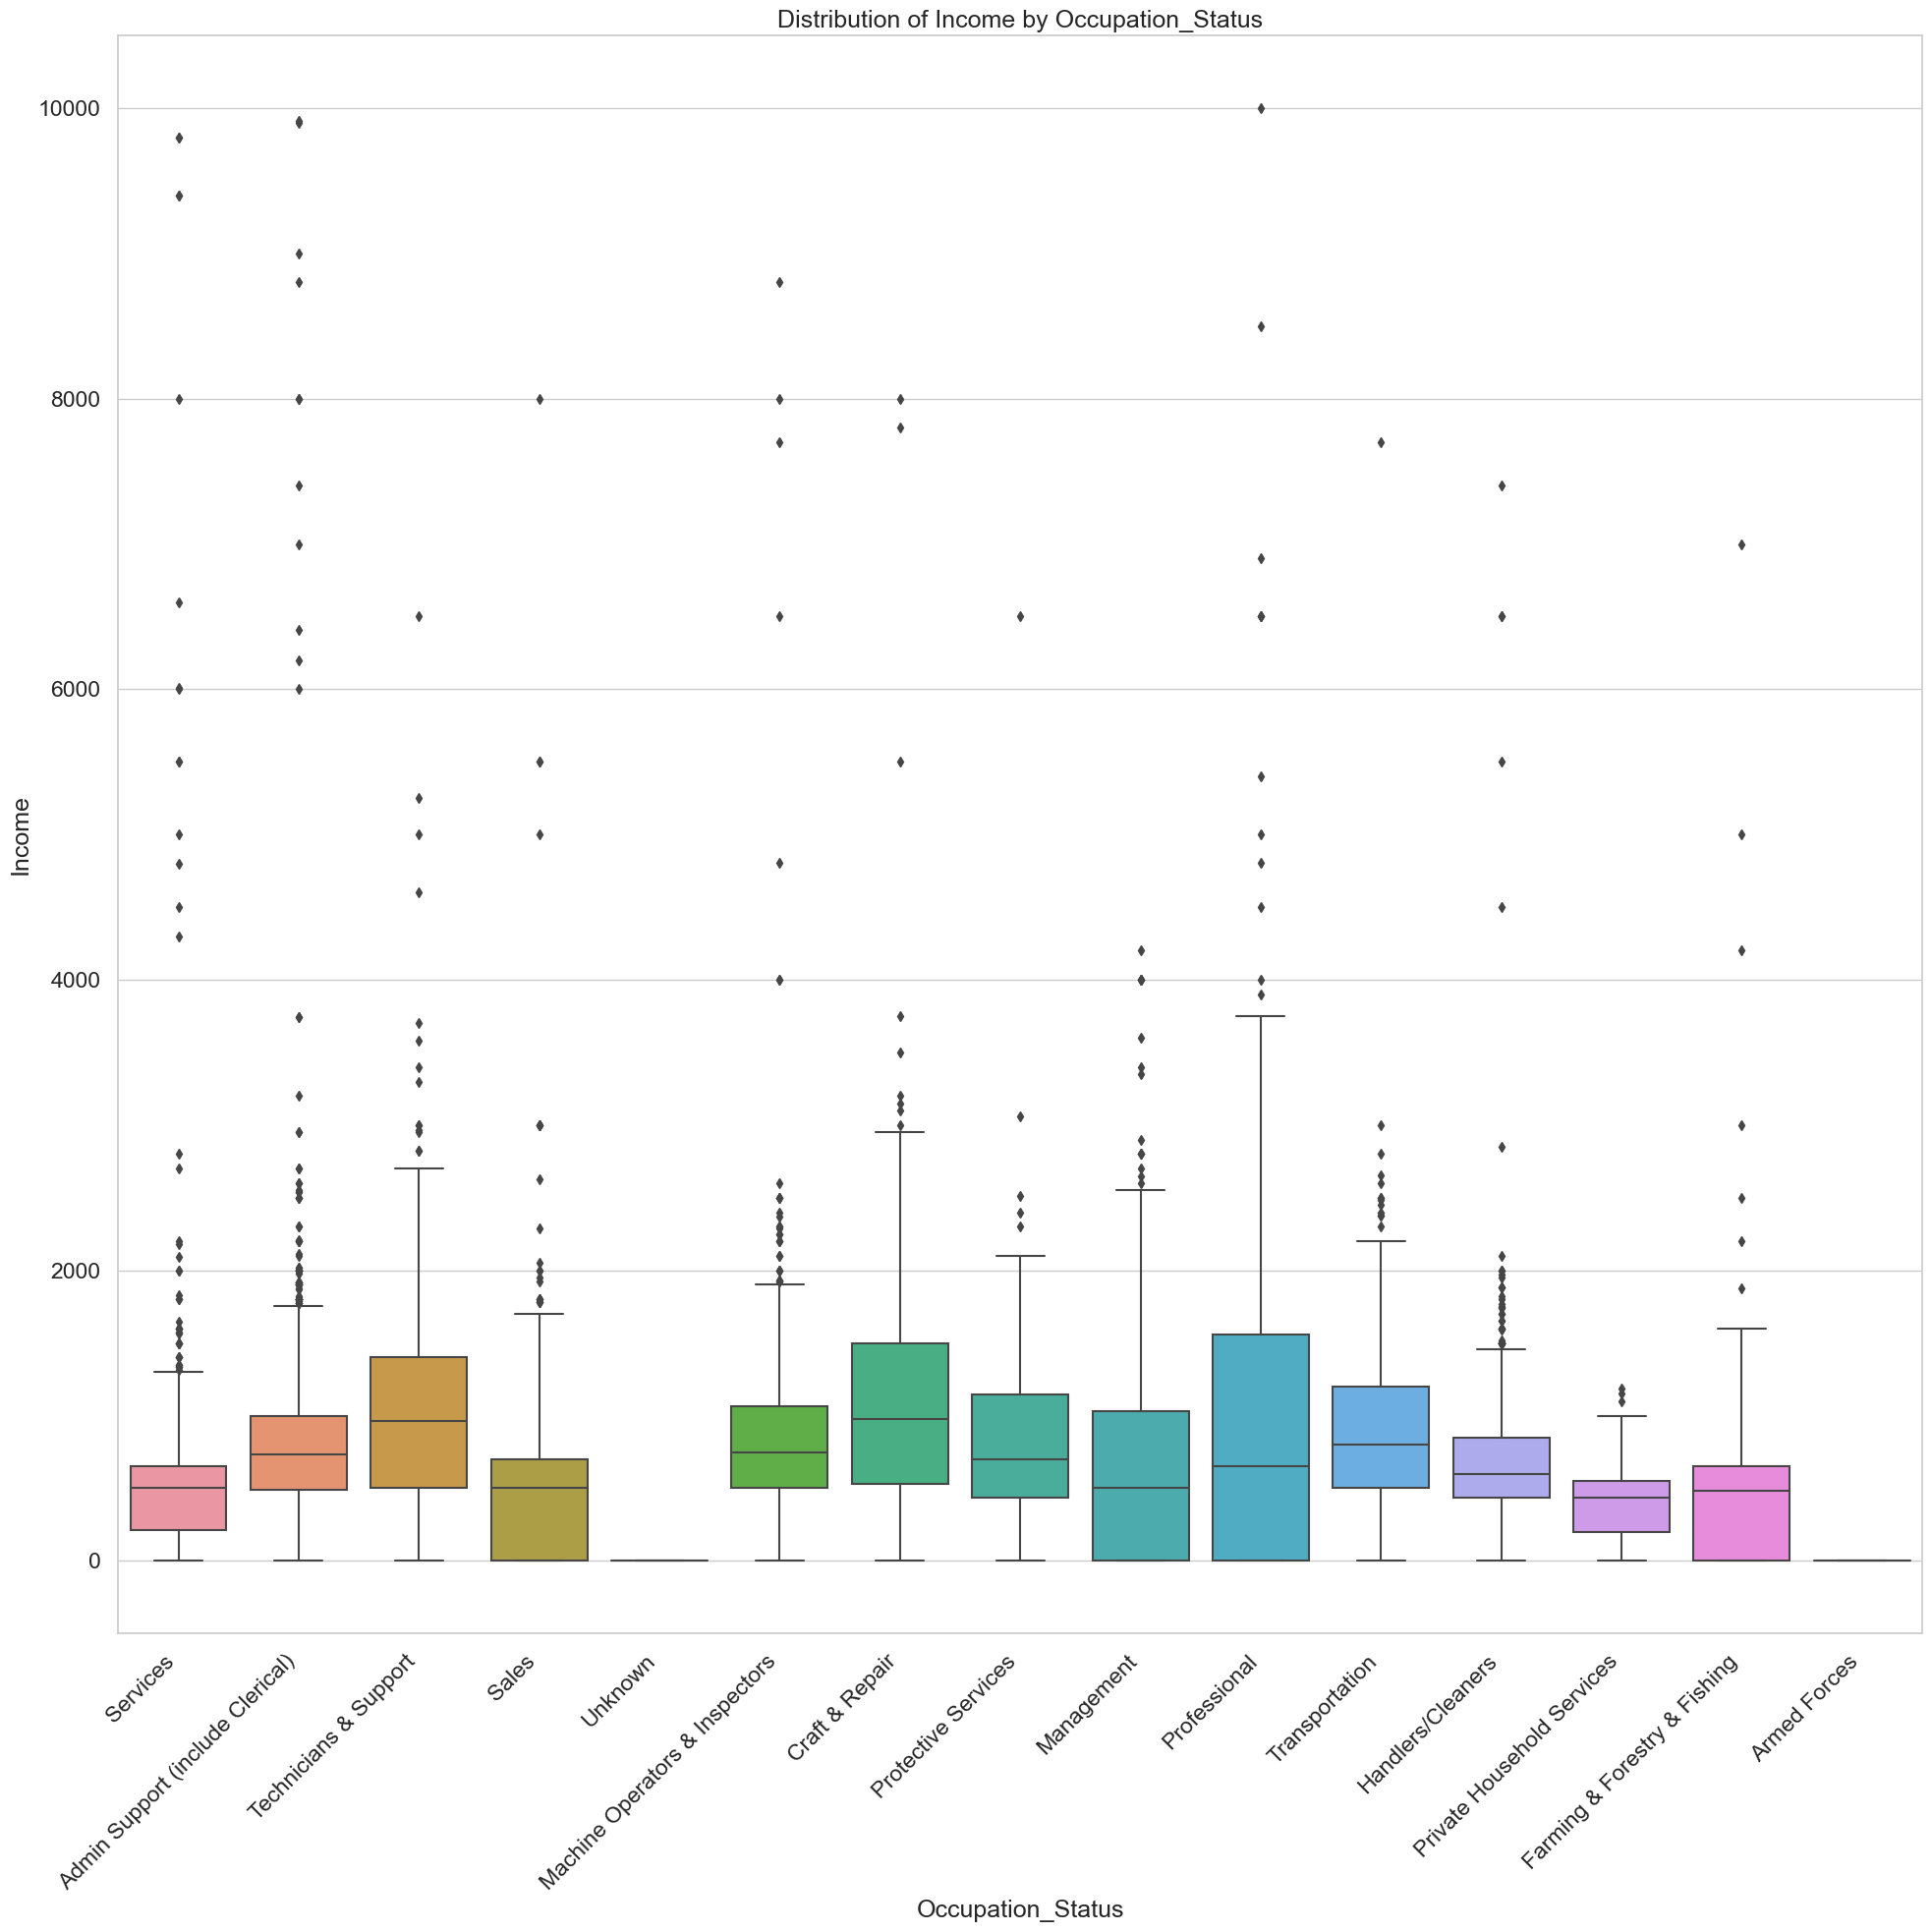 Distribution of Income by Occupation_Status
10000
8000
6000
4000
2000
0
Income
Services
Admin Support (include Clerical)
Technicians & Support
Sales
Unknown
Machine Operators & Inspectors
Craft & Repair
Protective Services
Management
Professional
Transportation
Handlers/Cleaners
Private Household Services
Farming & Forestry & Fishing
Armed Forces
Occupation_Status